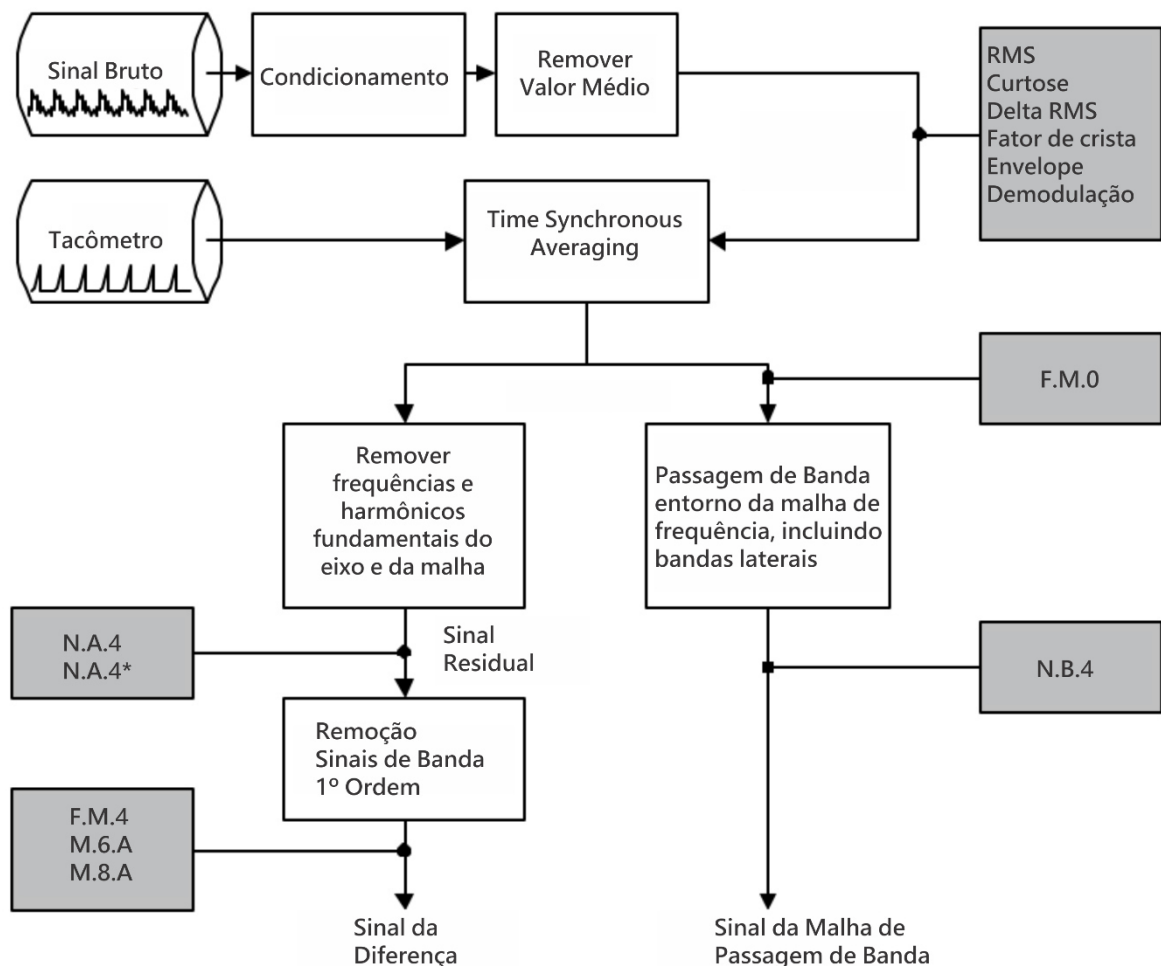 Sinal Bruto
Condicionamento
Remover
Valor Médio
RMS
Curtose
Delta RMS
Fator de crista
Envelope
Demodulação
Tacômetro
Time Synchronous
Averaging
F.M.0
Remover
frequências e
harmônicos
fundamentais do
eixo e da malha
Passagem de Banda
entorno da malha de
frequência, incluindo
bandas laterais
N.A.4
N.A.4*
Sinal
Residual
N.B.4
Remoção
Sinais de Banda
1º Ordem
F.M.4
M.6.A
M.8.A
Sinal da
Diferença
Sinal da Malha de
Passagem de Banda